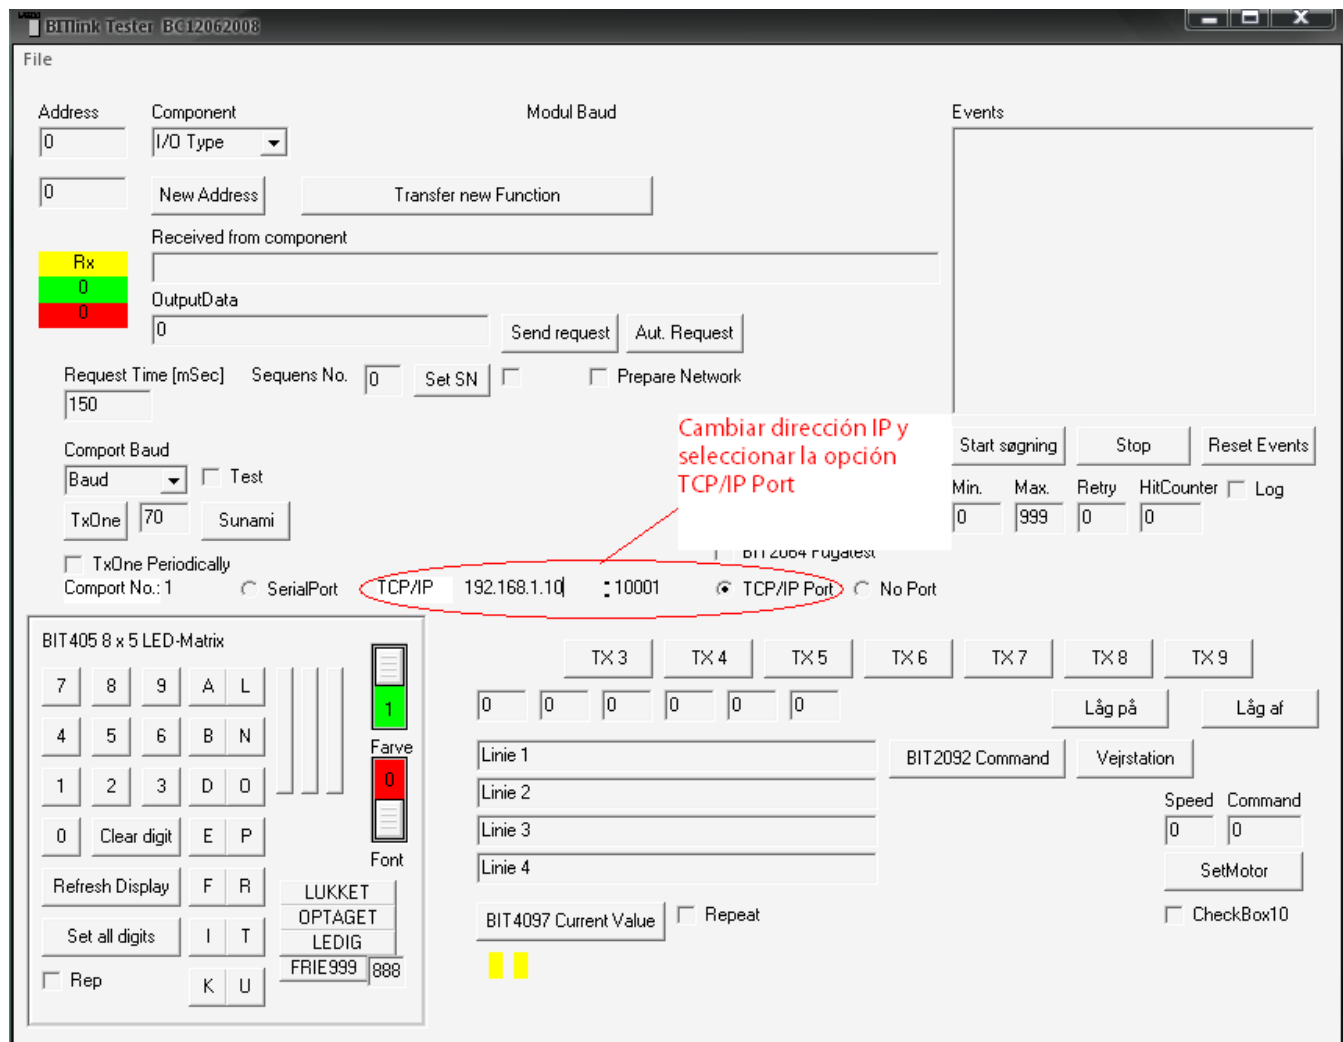 BITlink Tester BC12062008
File
Address Component Modul Baud Events
0 I/O Type
0 New Address Transfer new Function
Received from component
Rx
0
0
OutputData
0 Send request Aut. Request
Request Time [mSec] Sequens No. 0 Set SN Prepare Network
150
Cambiar dirección IP y
seleccionar la opción
TCP/IP Port
Start søgning Stop Reset Events
Comport Baud
Baud Test
Min. Max. Retry HitCounter Log
0 999 0 0
TxOne 70 Sunami
TxOne Periodically
BIT2064 Fugatest
Comport No.: 1 SerialPort TCP/IP 192.168.1.10 : 10001 TCP/IP Port No Port
BIT405 8 x 5 LED-Matrix
7 8 9 A L
4 5 6 B N
1 2 3 D O
0 Clear digit E P
Refresh Display F R
Set all digits I T
Rep K U
1
Farve
0
Font
LUKKET
OPTAGET
LEDIG
FRIE999 888
TX 3 TX 4 TX 5 TX 6 TX 7 TX 8 TX 9
0 0 0 0 0 0 Låg på Låg af
Linie 1 BIT2092 Command Vejrstation
Linie 2
Linie 3
Linie 4
Speed Command
0 0
SetMotor
BIT4097 Current Value Repeat CheckBox10